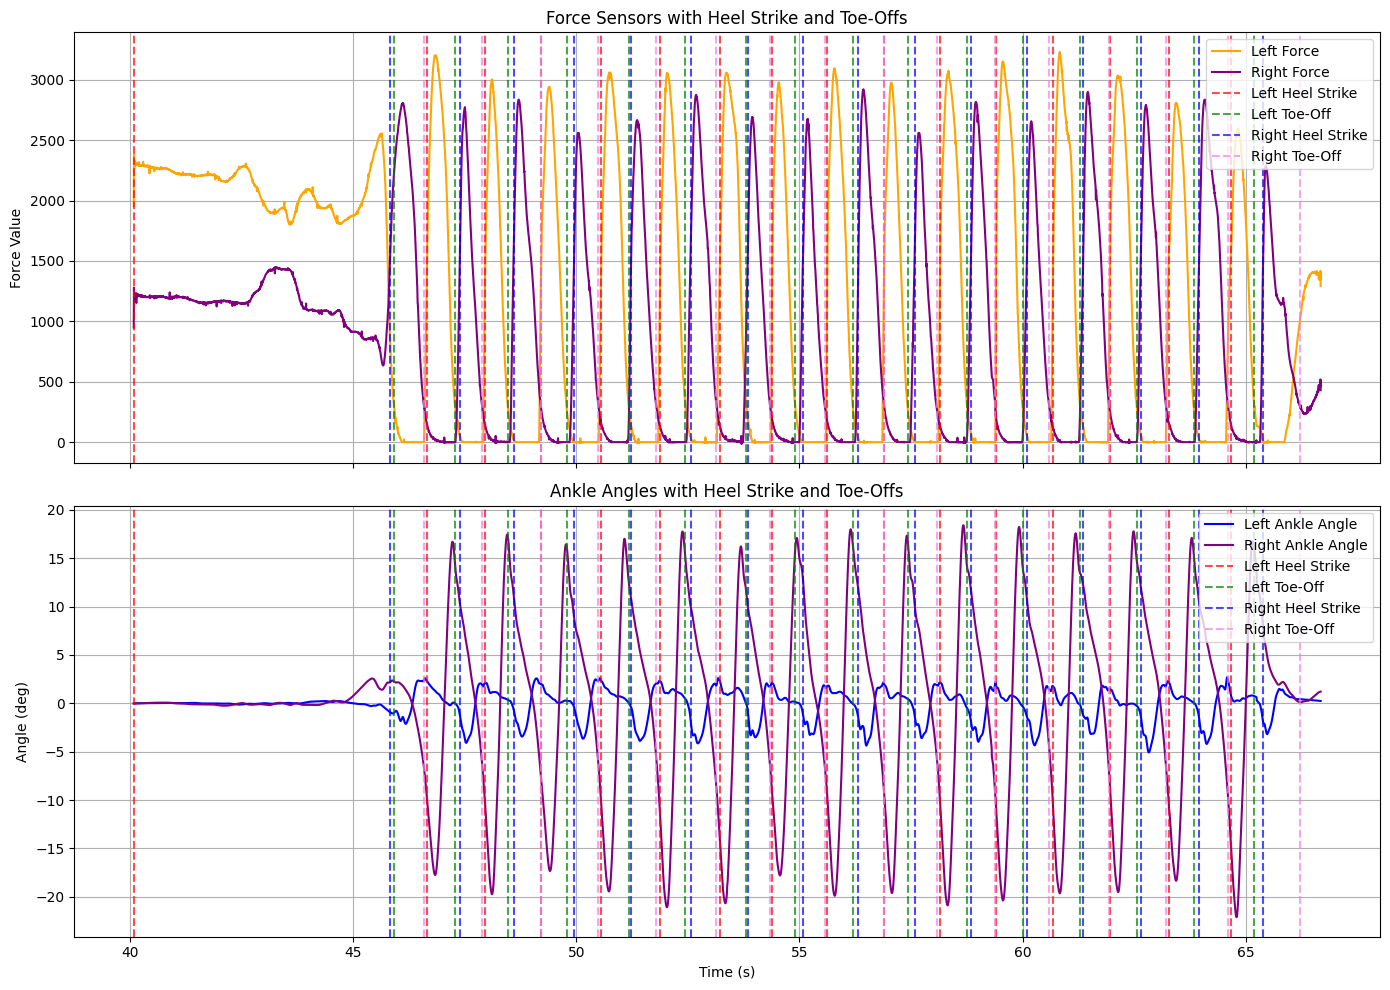 Force Sensors with Heel Strike and Toe-Offs
Force Value
3000
2500
2000
1500
1000
500
0
Left Force
Right Force
Left Heel Strike
Left Toe-Off
Right Heel Strike
Right Toe-Off
Ankle Angles with Heel Strike and Toe-Offs
Angle (deg)
20
15
10
5
0
−5
−10
−15
−20
Left Ankle Angle
Right Ankle Angle
Left Heel Strike
Left Toe-Off
Right Heel Strike
Right Toe-Off
40
45
50
55
60
65
Time (s)